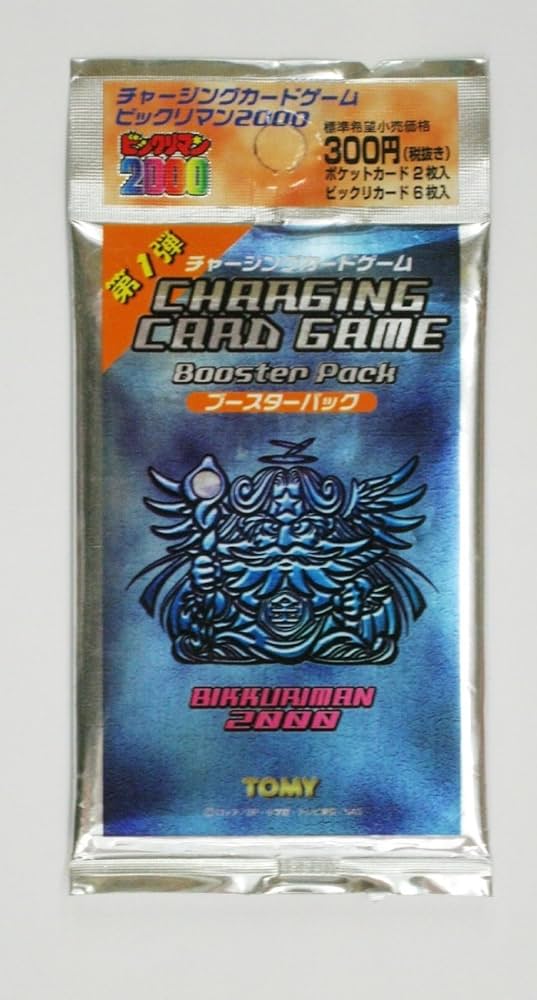 チャージングカードゲーム
ビックリマン2000
ビックリマン
2000
標準希望小売価格
300円(税抜き)
ポケットカード2枚入
ビックリカード6枚入
第1弾
チャージングカードゲーム
CHARGING
CARD GAME
Booster Pack
ブースターパック
BIKKURIMAN
2000
TOMY